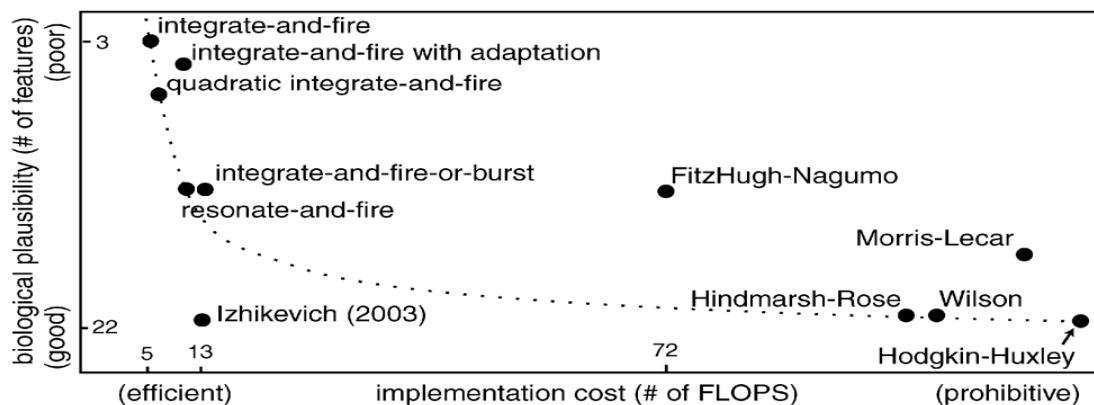 biological plausibility (# of features)
(poor)
(good)
3
22
integrate-and-fire
integrate-and-fire with adaptation
quadratic integrate-and-fire
integrate-and-fire-or-burst
resonate-and-fire
FitzHugh-Nagumo
Morris-Lecar
Izhikevich (2003)
Hindmarsh-Rose
Wilson
Hodgkin-Huxley
5
13
72
(efficient)
implementation cost (# of FLOPS)
(prohibitive)